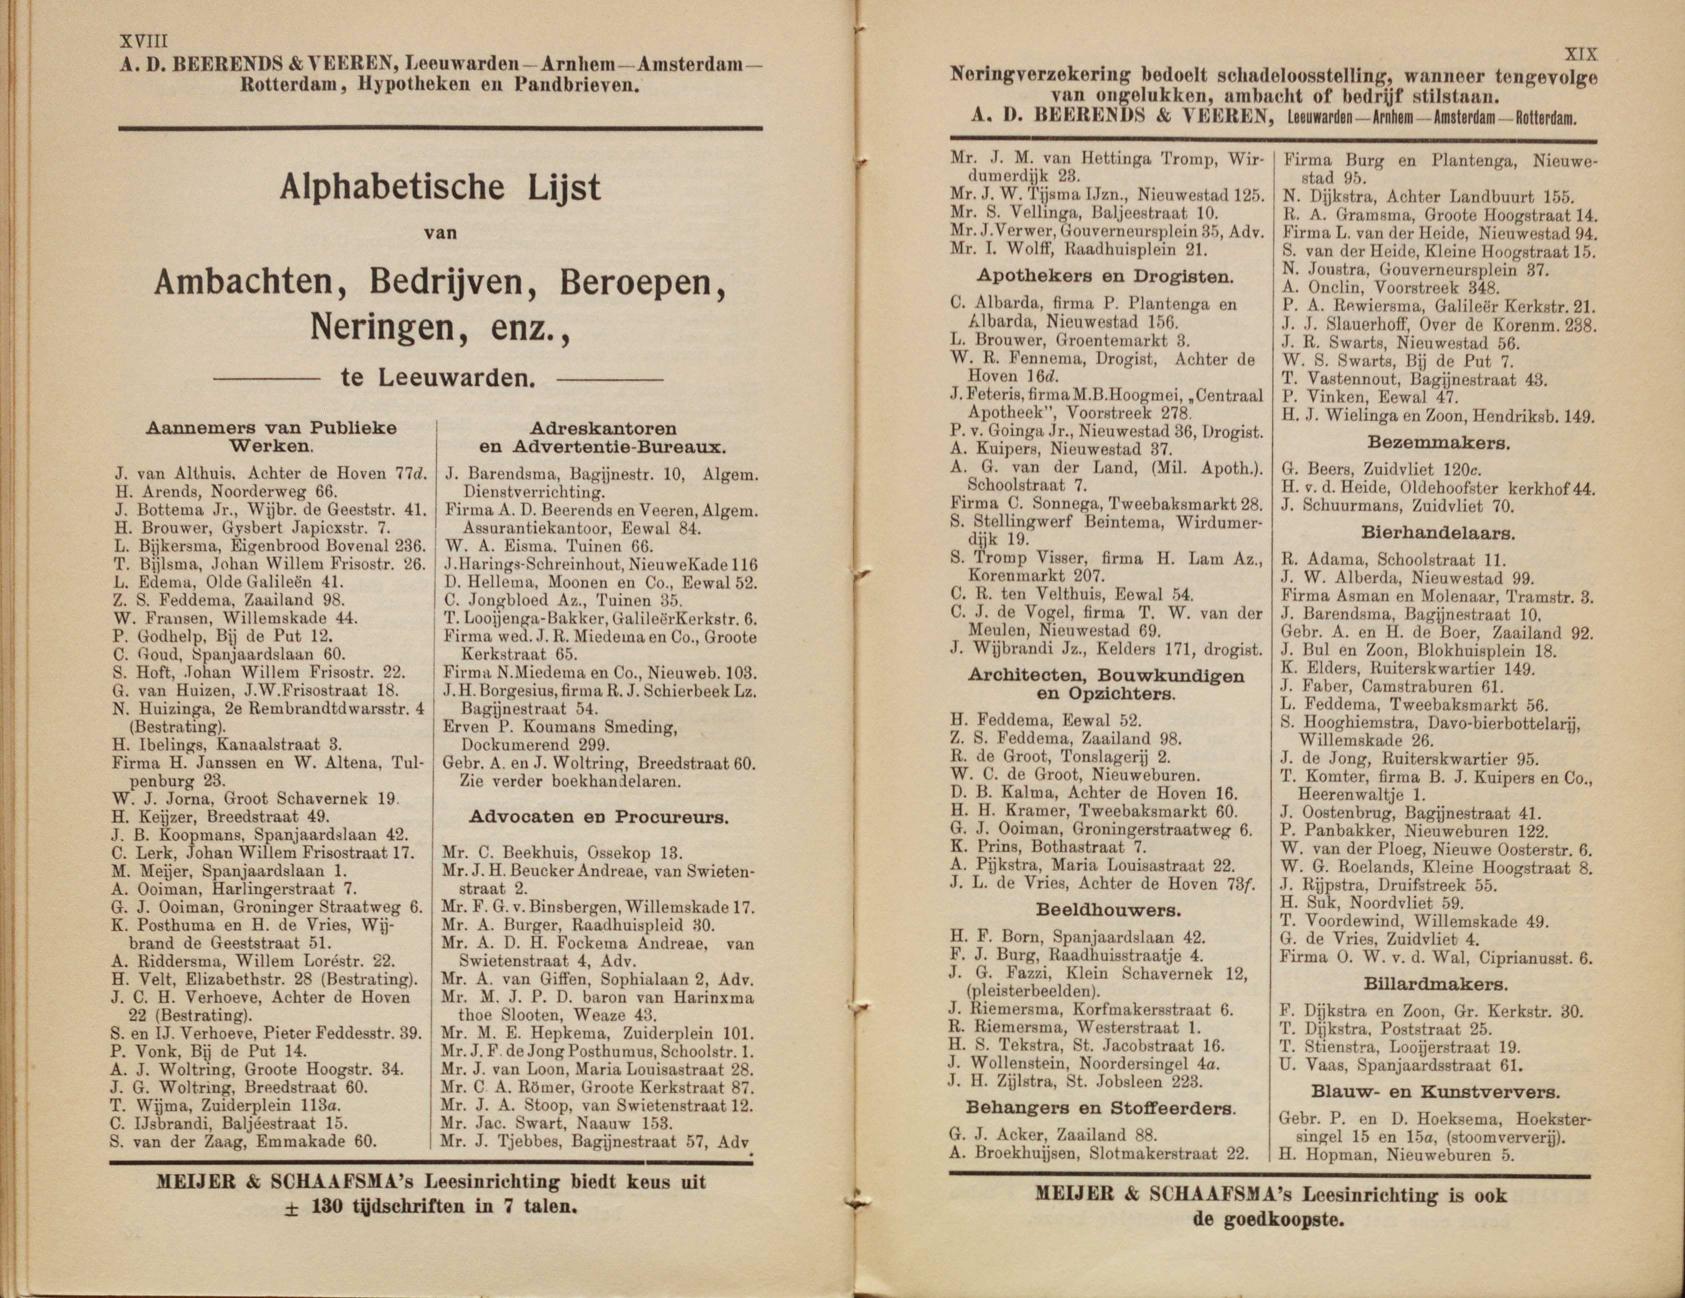 XVIII
A. D. BEERENDS & VEEREN, Leeuwarden—Arnhem—Amsterdam—
Rotterdam, Hypotheken en Pandbrieven.
Alphabetische Lijst
van
Ambachten, Bedrijven, Beroepen,
Neringen, enz.,
te Leeuwarden.
Aannemers van Publieke
Werken.
J. van Althuis. Achter de Hoven 77d.
H. Arends, Noorderweg 66.
J. Bottema Jr., Wijbr. de Geeststr. 41.
H. Brouwer, Gysbert Japicxstr. 7.
L. Bijkersma, Eigenbrood Bovenal 236.
T. Bijlsma, Johan Willem Frisostr. 26.
L. Edema, Olde Galileën 41.
Z. S. Feddema, Zaailand 98.
W. Fransen, Willemskade 44.
P. Godhelp, Bij de Put 12.
C. Goud, Spanjaardslaan 60.
S. Hoft, Johan Willem Frisostr. 22.
G. van Huizen, J.W.Frisostraat 18.
N. Huizinga, 2e Rembrandtdwarsstr. 4
(Bestrating).
H. Ibelings, Kanaalstraat 3.
Firma H. Janssen en W. Altena, Tul-
penburg 23.
W. J. Jorna, Groot Schavernek 19.
H. Keijzer, Breedstraat 49.
J. B. Koopmans, Spanjaardslaan 42.
C. Lerk, Johan Willem Frisostraat 17.
M. Meijer, Spanjaardslaan 1.
A. Ooiman, Harlingerstraat 7.
G. J. Ooiman, Groninger Straatweg 6.
K. Posthuma en H. de Vries, Wij-
brand de Geeststraat 51.
A. Riddersma, Willem Loréstr. 22.
H. Velt, Elizabethstr. 28 (Bestrating).
J. C. H. Verhoeve, Achter de Hoven
22 (Bestrating).
S. en IJ. Verhoeve, Pieter Feddesstr. 39.
P. Vonk, Bij de Put 14.
A. J. Woltring, Groote Hoogstr. 34.
J. G. Woltring, Breedstraat 60.
T. Wijma, Zuiderplein 113a.
C. IJsbrandi, Baljéestraat 15.
S. van der Zaag, Emmakade 60.
Adreskantoren
en Advertentie-Bureaux.
J. Barendsma, Bagijnestr. 10, Algem.
Dienstverrichting.
Firma A. D. Beerends en Veeren, Algem.
Assurantiekantoor, Eewal 84.
W. A. Eisma. Tuinen 66.
J.Harings-Schreinhout, NieuweKade 116
D. Hellema, Moonen en Co., Eewal 52.
C. Jongbloed Az., Tuinen 35.
T. Looijenga-Bakker, GalileërKerkstr. 6.
Firma wed. J. R. Miedema en Co., Groote
Kerkstraat 65.
Firma N.Miedema en Co., Nieuweb. 103.
J.H. Borgesius, firma R. J. Schierbeek Lz.
Bagijnestraat 54.
Erven P. Koumans Smeding,
Dockumerend 299.
Gebr. A. en J. Woltring, Breedstraat 60.
Zie verder boekhandelaren.
Advocaten en Procureurs.
Mr. C. Beekhuis, Ossekop 13.
Mr. J. H. Beucker Andreae, van Swieten-
straat 2.
Mr. F. G. v. Binsbergen, Willemskade 17.
Mr. A. Burger, Raadhuispleid 30.
Mr. A. D. H. Fockema Andreae, van
Swietenstraat 4, Adv.
Mr. A. van Giffen, Sophialaan 2, Adv.
Mr. M. J. P. D. baron van Harinxma
thoe Slooten, Weaze 43.
Mr. M. E. Hepkema, Zuiderplein 101.
Mr. J. F. de Jong Posthumus, Schoolstr. 1.
Mr. J. van Loon, Maria Louisastraat 28.
Mr. C. A. Römer, Groote Kerkstraat 87.
Mr. J. A. Stoop, van Swietenstraat 12.
Mr. Jac. Swart, Naauw 153.
Mr. J. Tjebbes, Bagijnestraat 57, Adv.
MEIJER & SCHAAFSMA's Leesinrichting biedt keus uit
± 130 tijdschriften in 7 talen.
XIX
Neringverzekering bedoelt schadeloosstelling, wanneer tengevolge
van ongelukken, ambacht of bedrijf stilstaan.
A. D. BEERENDS & VEEREN, Leeuwarden—Arnhem—Amsterdam—Rotterdam.
Mr. J. M. van Hettinga Tromp, Wir-
dumerdijk 23.
Mr. J. W. Tijsma IJzn., Nieuwestad 125.
Mr. S. Vellinga, Baljeestraat 10.
Mr. J.Verwer, Gouverneursplein 35, Adv.
Mr. I. Wolff, Raadhuisplein 21.
Apothekers en Drogisten.
C. Albarda, firma P. Plantenga en
Albarda, Nieuwestad 156.
L. Brouwer, Groentemarkt 3.
W. R. Fennema, Drogist, Achter de
Hoven 16d.
J. Feteris, firma M.B.Hoogmei, „Centraal
Apotheek", Voorstreek 278.
P. v. Goinga Jr., Nieuwestad 36, Drogist.
A. Kuipers, Nieuwestad 37.
A. G. van der Land, (Mil. Apoth.).
Schoolstraat 7.
Firma C. Sonnega, Tweebaksmarkt 28.
S. Stellingwerf Beintema, Wirdumer-
dijk 19.
S. Tromp Visser, firma H. Lam Az.,
Korenmarkt 207.
C. R. ten Velthuis, Eewal 54.
C. J. de Vogel, firma T. W. van der
Meulen, Nieuwestad 69.
J. Wijbrandi Jz., Kelders 171, drogist.
Architecten, Bouwkundigen
en Opzichters.
H. Feddema, Eewal 52.
Z. S. Feddema, Zaailand 98.
R. de Groot, Tonslagerij 2.
W. C. de Groot, Nieuweburen.
D. B. Kalma, Achter de Hoven 16.
H. H. Kramer, Tweebaksmarkt 60.
G. J. Ooiman, Groningerstraatweg 6.
K. Prins, Bothastraat 7.
A. Pijkstra, Maria Louisastraat 22.
J. L. de Vries, Achter de Hoven 73f.
Beeldhouwers.
H. F. Born, Spanjaardslaan 42.
F. J. Burg, Raadhuisstraatje 4.
J. G. Fazzi, Klein Schavernek 12,
(pleisterbeelden).
J. Riemersma, Korfmakersstraat 6.
R. Riemersma, Westerstraat 1.
H. S. Tekstra, St. Jacobstraat 16.
J. Wollenstein, Noordersingel 4a.
J. H. Zijlstra, St. Jobsleen 223.
Behangers en Stoffeerders.
G. J. Acker, Zaailand 88.
A. Broekhuijsen, Slotmakerstraat 22.
Firma Burg en Plantenga, Nieuwe-
stad 95.
N. Dijkstra, Achter Landbuurt 155.
R. A. Gramsma, Groote Hoogstraat 14.
Firma L. van der Heide, Nieuwestad 94.
S. van der Heide, Kleine Hoogstraat 15.
N. Joustra, Gouverneursplein 37.
A. Onclin, Voorstreek 348.
P. A. Rewiersma, Galileër Kerkstr. 21.
J. J. Slauerhoff, Over de Korenm. 238.
J. R. Swarts, Nieuwestad 56.
W. S. Swarts, Bij de Put 7.
T. Vastennout, Bagijnestraat 43.
P. Vinken, Eewal 47.
H. J. Wielinga en Zoon, Hendriksb. 149.
Bezemmakers.
G. Beers, Zuidvliet 120c.
H. v. d. Heide, Oldehoofster kerkhof 44.
J. Schuurmans, Zuidvliet 70.
Bierhandelaars.
R. Adama, Schoolstraat 11.
J. W. Alberda, Nieuwestad 99.
Firma Asman en Molenaar, Tramstr. 3.
J. Barendsma, Bagijnestraat 10.
Gebr. A. en H. de Boer, Zaailand 92.
J. Bul en Zoon, Blokhuisplein 18.
K. Elders, Ruiterskwartier 149.
J. Faber, Camstraburen 61.
L. Feddema, Tweebaksmarkt 56.
S. Hooghiemstra, Davo-bierbottelarij,
Willemskade 26.
J. de Jong, Ruiterskwartier 95.
T. Komter, firma B. J. Kuipers en Co.,
Heerenwaltje 1.
J. Oostenbrug, Bagijnestraat 41.
P. Panbakker, Nieuweburen 122.
W. van der Ploeg, Nieuwe Oosterstr. 6.
W. G. Roelands, Kleine Hoogstraat 8.
J. Rijpstra, Druifstreek 55.
H. Suk, Noordvliet 59.
T. Voordewind, Willemskade 49.
G. de Vries, Zuidvliet 4.
Firma O. W. v. d. Wal, Ciprianusst. 6.
Billardmakers.
F. Dijkstra en Zoon, Gr. Kerkstr. 30.
T. Dijkstra, Poststraat 25.
T. Stienstra, Looijerstraat 19.
U. Vaas, Spanjaardsstraat 61.
Blauw- en Kunstververs.
Gebr. P. en D. Hoeksema, Hoekster-
singel 15 en 15a, (stoomververij).
H. Hopman, Nieuweburen 5.
MEIJER & SCHAAFSMA's Leesinrichting is ook
de goedkoopste.